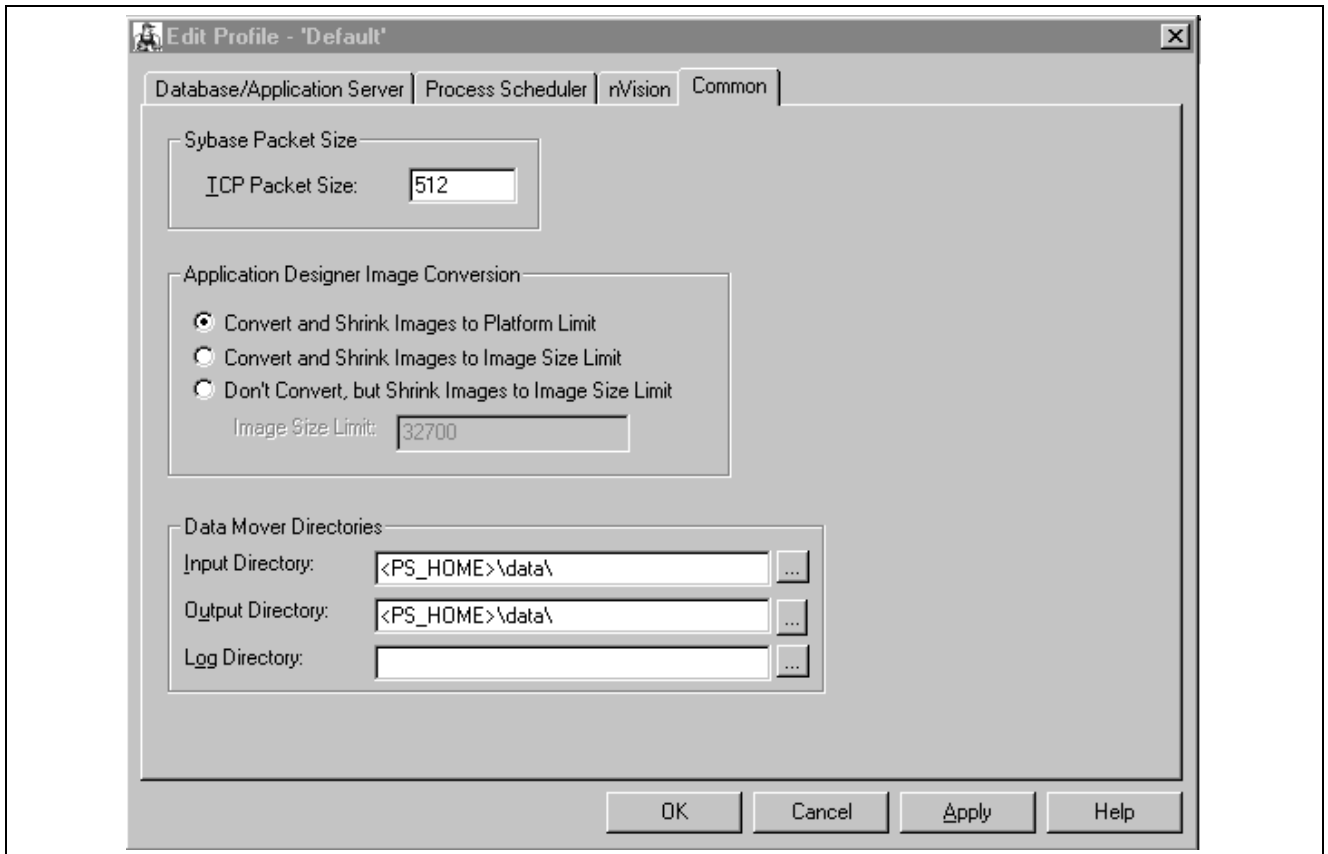 Edit Profile - 'Default'
Database/Application Server
Process Scheduler
nVision
Common
Sybase Packet Size
TCP Packet Size:
512
Application Designer Image Conversion
Convert and Shrink Images to Platform Limit
Convert and Shrink Images to Image Size Limit
Don't Convert, but Shrink Images to Image Size Limit
Image Size Limit:
32700
Data Mover Directories
Input Directory:
<PS_HOME>\data\
...
Output Directory:
<PS_HOME>\data\
...
Log Directory:
...
OK
Cancel
Apply
Help